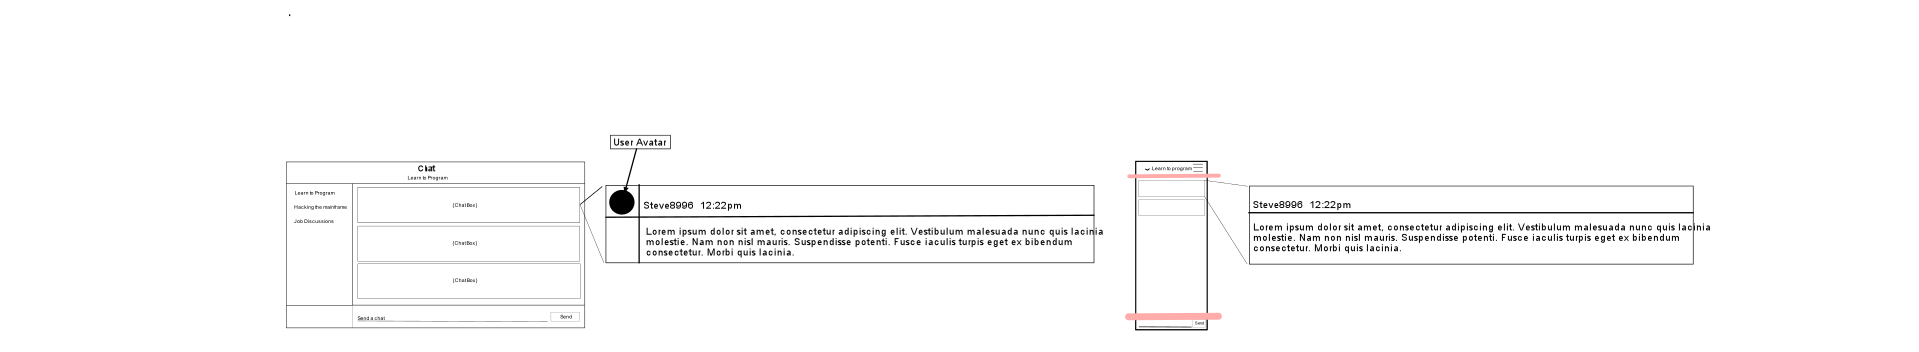 User Avatar
Chat
Learn to Program
Learn to Program
Hacking the mainframe
Job Discussions
{ChatBox}
{ChatBox}
{ChatBox}
Send a chat
Send
Steve8996 12:22pm
Lorem ipsum dolor sit amet, consectetur adipiscing elit. Vestibulum malesuada nunc quis lacinia
molestie. Nam non nisl mauris. Suspendisse potenti. Fusce iaculis turpis eget ex bibendum
consectetur. Morbi quis lacinia.
Learn to program
Send
Steve8996 12:22pm
Lorem ipsum dolor sit amet, consectetur adipiscing elit. Vestibulum malesuada nunc quis lacinia
molestie. Nam non nisl mauris. Suspendisse potenti. Fusce iaculis turpis eget ex bibendum
consectetur. Morbi quis lacinia.